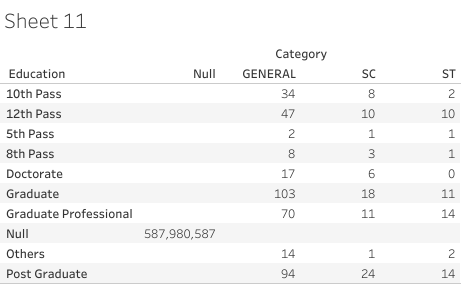 Sheet 11
Category
Education Null GENERAL SC ST
10th Pass 34 8 2
12th Pass 47 10 10
5th Pass 2 1 1
8th Pass 8 3 1
Doctorate 17 6 0
Graduate 103 18 11
Graduate Professional 70 11 14
Null 587,980,587
Others 14 1 2
Post Graduate 94 24 14